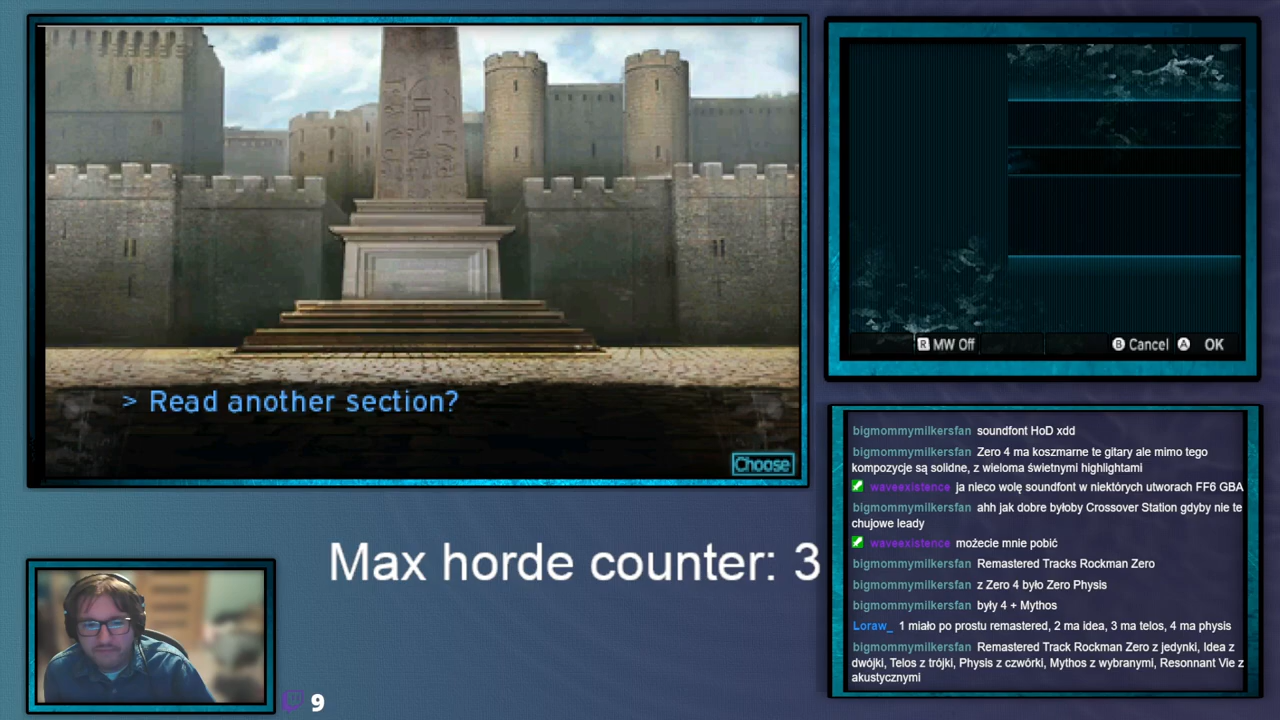 > Read another section?
Choose
R MW Off
B Cancel A OK
bigmommymilkersfan soundfont HoD xdd
bigmommymilkersfan Zero 4 ma koszmarne te gitary ale mimo tego
kompozycje są solidne, z wieloma świetnymi highlightami
waveexistence ja nieco wolę soundfont w niektórych utworach FF6 GBA
bigmommymilkersfan ahh jak dobre byłoby Crossover Station gdyby nie te
chujowe leady
waveexistence możecie mnie pobić
bigmommymilkersfan Remastered Tracks Rockman Zero
bigmommymilkersfan z Zero 4 było Zero Physis
bigmommymilkersfan były 4 + Mythos
Loraw_ 1 miało po prostu remastered, 2 ma idea, 3 ma telos, 4 ma physis
bigmommymilkersfan Remastered Track Rockman Zero z jedynki, Idea z
dwójki, Telos z trójki, Physis z czwórki, Mythos z wybranymi, Resonnant Vie z
akustycznymi
Max horde counter: 3
9